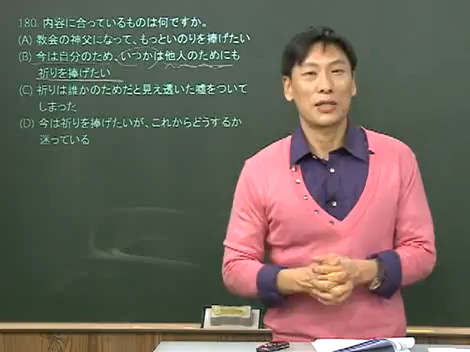 180. 内容に合っているものは何ですか。
(A) 教会の神父になって、もっといのりを捧げたい
(B) 今は自分のため、いつかは他人のためにも
祈りを捧げたい
(C) 祈りは誰かのためだと見え透いた嘘をついて
しまった
(D) 今は祈りを捧げたいが、これからどうするか
迷っている